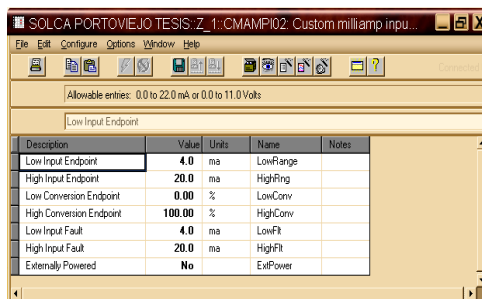 SOLCA PORTOVIEJO TESIS::Z_1::CMAMPI02: Custom milliamp inpu...
File Edit Configure Options Window Help
Connected
Allowable entries: 0.0 to 22.0 mA or 0.0 to 11.0 Volts
Low Input Endpoint
Description Value Units Name Notes
Low Input Endpoint 4.0 ma LowRange
High Input Endpoint 20.0 ma HighRng
Low Conversion Endpoint 0.00 % LowConv
High Conversion Endpoint 100.00 % HighConv
Low Input Fault 4.0 ma LowFlt
High Input Fault 20.0 ma HighFlt
Externally Powered No ExtPower